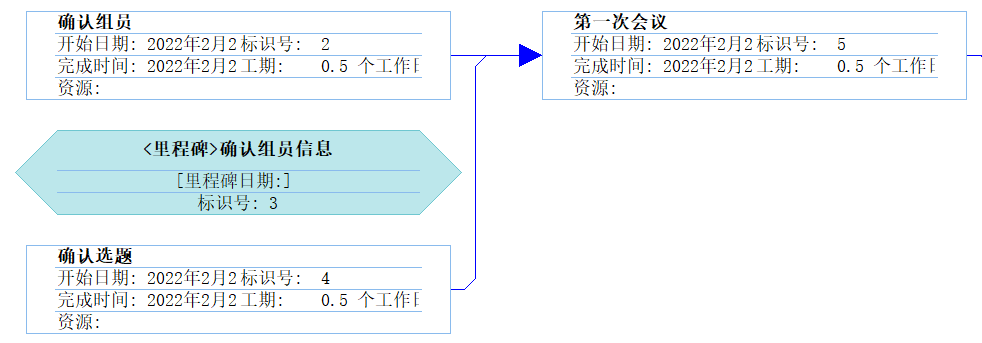 确认组员
开始日期: 2022年2月2 标识号: 2
完成时间: 2022年2月2 工期: 0.5 个工作日
资源:
第一次会议
开始日期: 2022年2月2 标识号: 5
完成时间: 2022年2月2 工期: 0.5 个工作日
资源:
<里程碑>确认组员信息
[里程碑日期:]
标识号: 3
确认选题
开始日期: 2022年2月2 标识号: 4
完成时间: 2022年2月2 工期: 0.5 个工作日
资源: